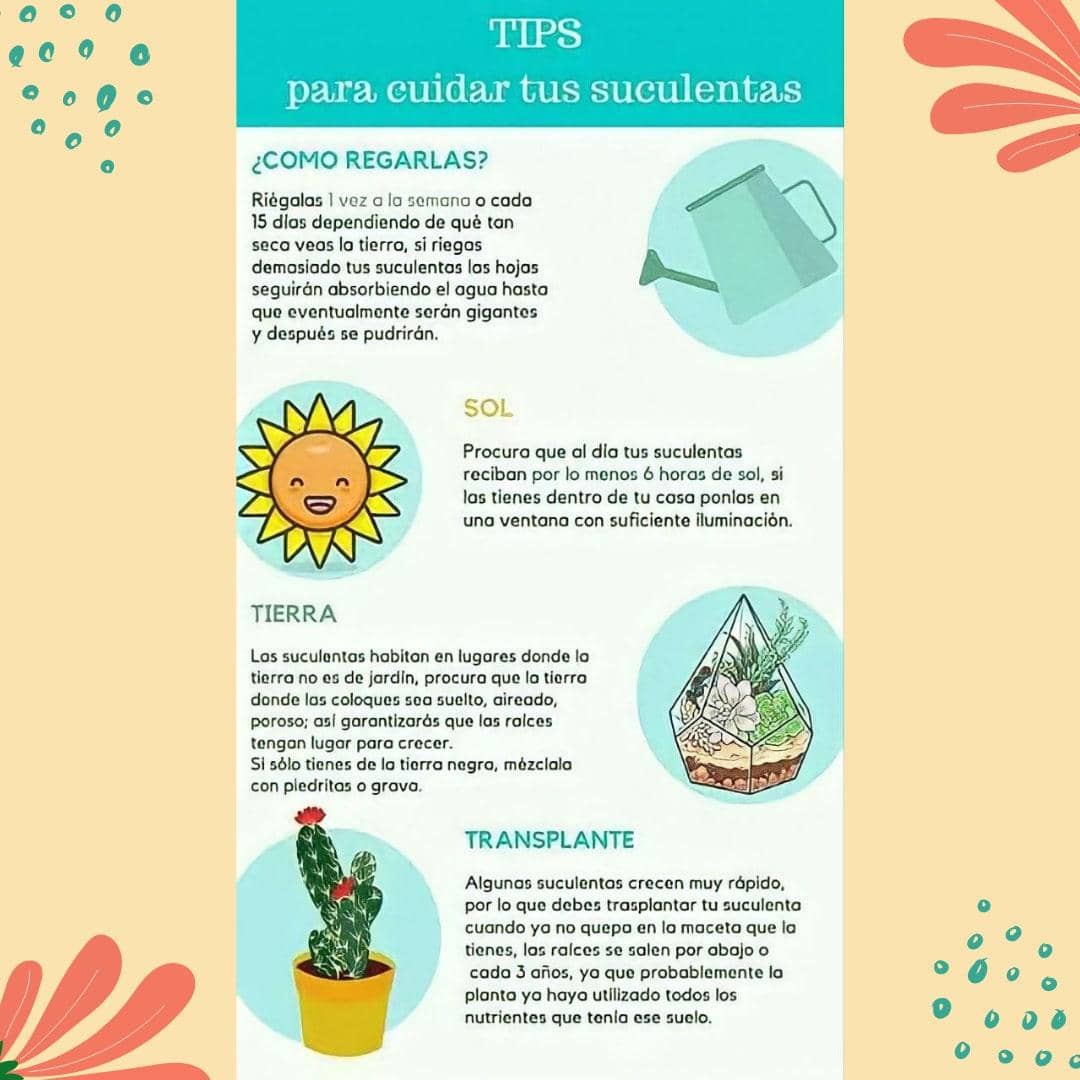 TIPS
para cuidar tus suculentas
¿COMO REGARLAS?
Riégalas 1 vez a la semana o cada
15 días dependiendo de qué tan
seca veas la tierra, si riegas
demasiado tus suculentas las hojas
seguirán absorbiendo el agua hasta
que eventualmente serán gigantes
y después se pudrirán.
SOL
Procura que al día tus suculentas
reciban por lo menos 6 horas de sol, si
las tienes dentro de tu casa ponlas en
una ventana con suficiente iluminación.
TIERRA
Las suculentas habitan en lugares donde la
tierra no es de jardín, procura que la tierra
donde las coloques sea suelto, aireado,
poroso; así garantizarás que las raíces
tengan lugar para crecer.
Si sólo tienes de la tierra negra, mézclala
con piedritas o grava.
TRANSPLANTE
Algunas suculentas crecen muy rápido,
por lo que debes trasplantar tu suculenta
cuando ya no quepa en la maceta que la
tienes, las raíces se salen por abajo o
cada 3 años, ya que probablemente la
planta ya haya utilizado todos los
nutrientes que tenía ese suelo.